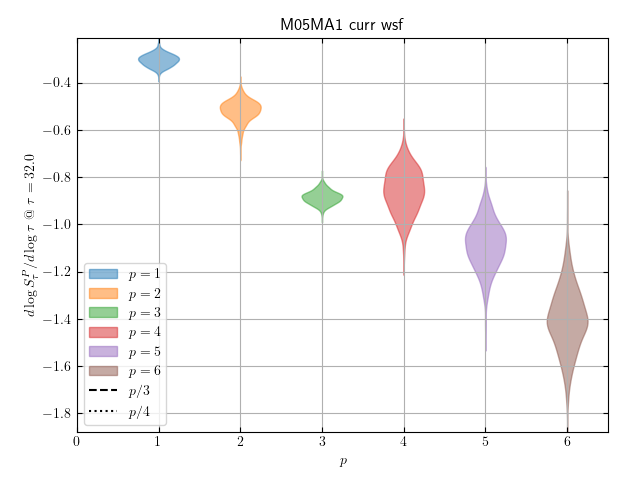 M05MA1 curr wsf
d log S_τ^P / d log τ @ τ = 32.0
−0.4
−0.6
−0.8
−1.0
−1.2
−1.4
−1.6
−1.8
p = 1
p = 2
p = 3
p = 4
p = 5
p = 6
p/3
p/4
0 1 2 3 4 5 6
p